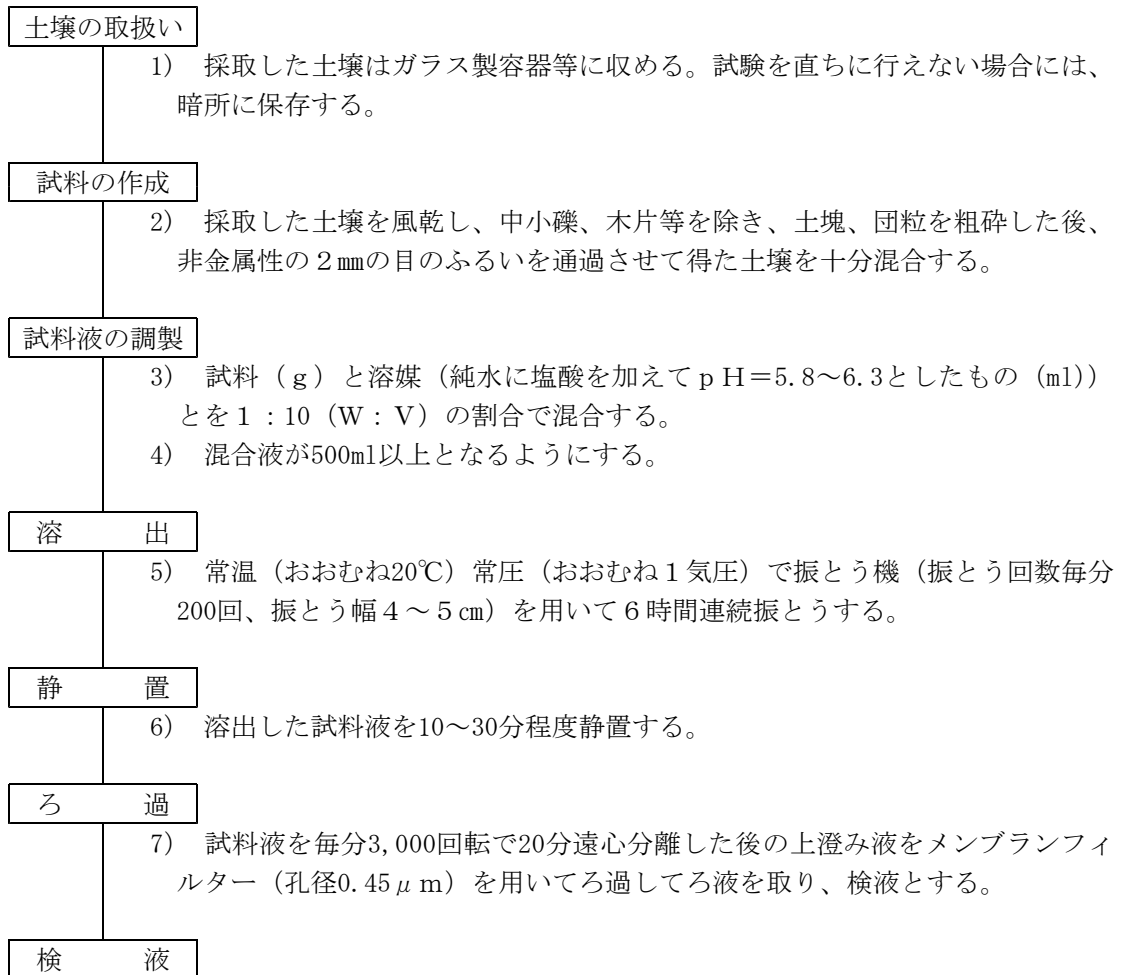 土壌の取扱い
1) 採取した土壌はガラス製容器等に収める。試験を直ちに行えない場合には、
暗所に保存する。
試料の作成
2) 採取した土壌を風乾し、中小礫、木片等を除き、土塊、団粒を粗砕した後、
非金属性の２㎜の目のふるいを通過させて得た土壌を十分混合する。
試料液の調製
3) 試料（ｇ）と溶媒（純水に塩酸を加えてｐＨ＝5.8～6.3としたもの（ml））
とを１：10（Ｗ：Ｖ）の割合で混合する。
4) 混合液が500ml以上となるようにする。
溶　　出
5) 常温（おおむね20℃）常圧（おおむね１気圧）で振とう機（振とう回数毎分
200回、振とう幅４～５㎝）を用いて６時間連続振とうする。
静　　置
6) 溶出した試料液を10～30分程度静置する。
ろ　　過
7) 試料液を毎分3,000回転で20分遠心分離した後の上澄み液をメンブランフィ
ルター（孔径0.45μｍ）を用いてろ過してろ液を取り、検液とする。
検　　液